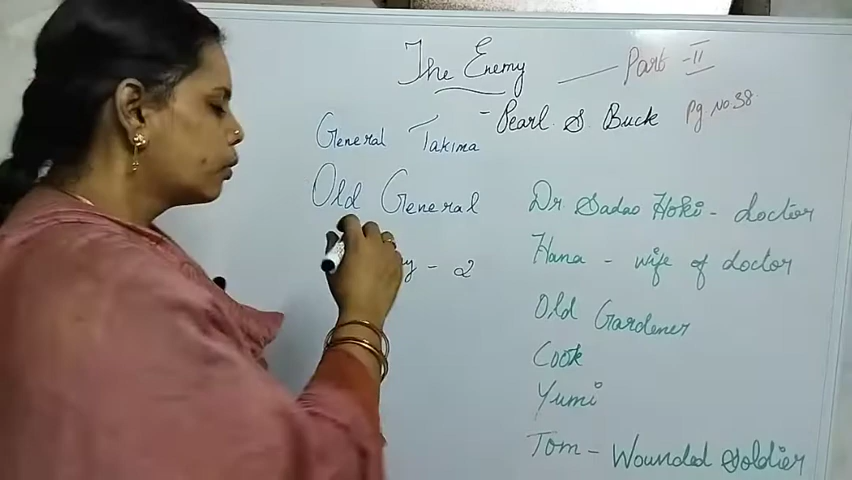 The Enemy — Part - II
- Pearl S. Buck Pg. No. 38
General Takima
Old General
y - 2
Dr Sadao Hoki - doctor
Hana - wife of doctor
Old Gardener
Cook
Yumi
Tom - Wounded Soldier